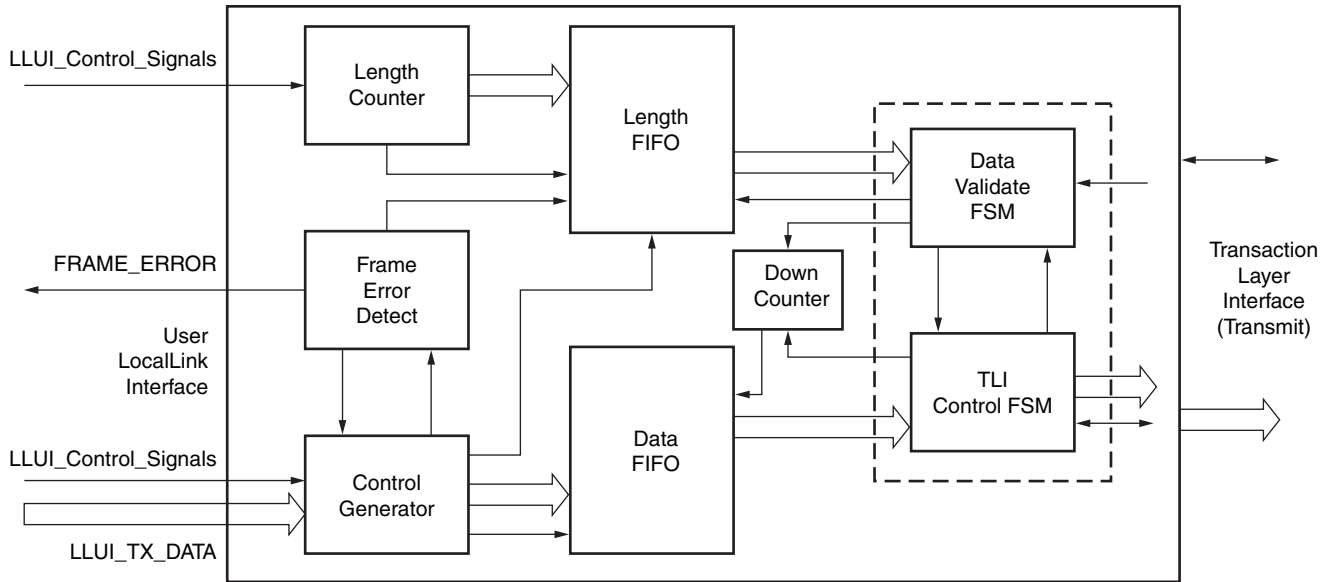 LLUI_Control_Signals
Length
Counter
Length
FIFO
Data
Validate
FSM
FRAME_ERROR
Frame
Error
Detect
Down
Counter
Transaction
Layer
Interface
(Transmit)
User
LocalLink
Interface
TLI
Control FSM
LLUI_Control_Signals
Control
Generator
Data
FIFO
LLUI_TX_DATA